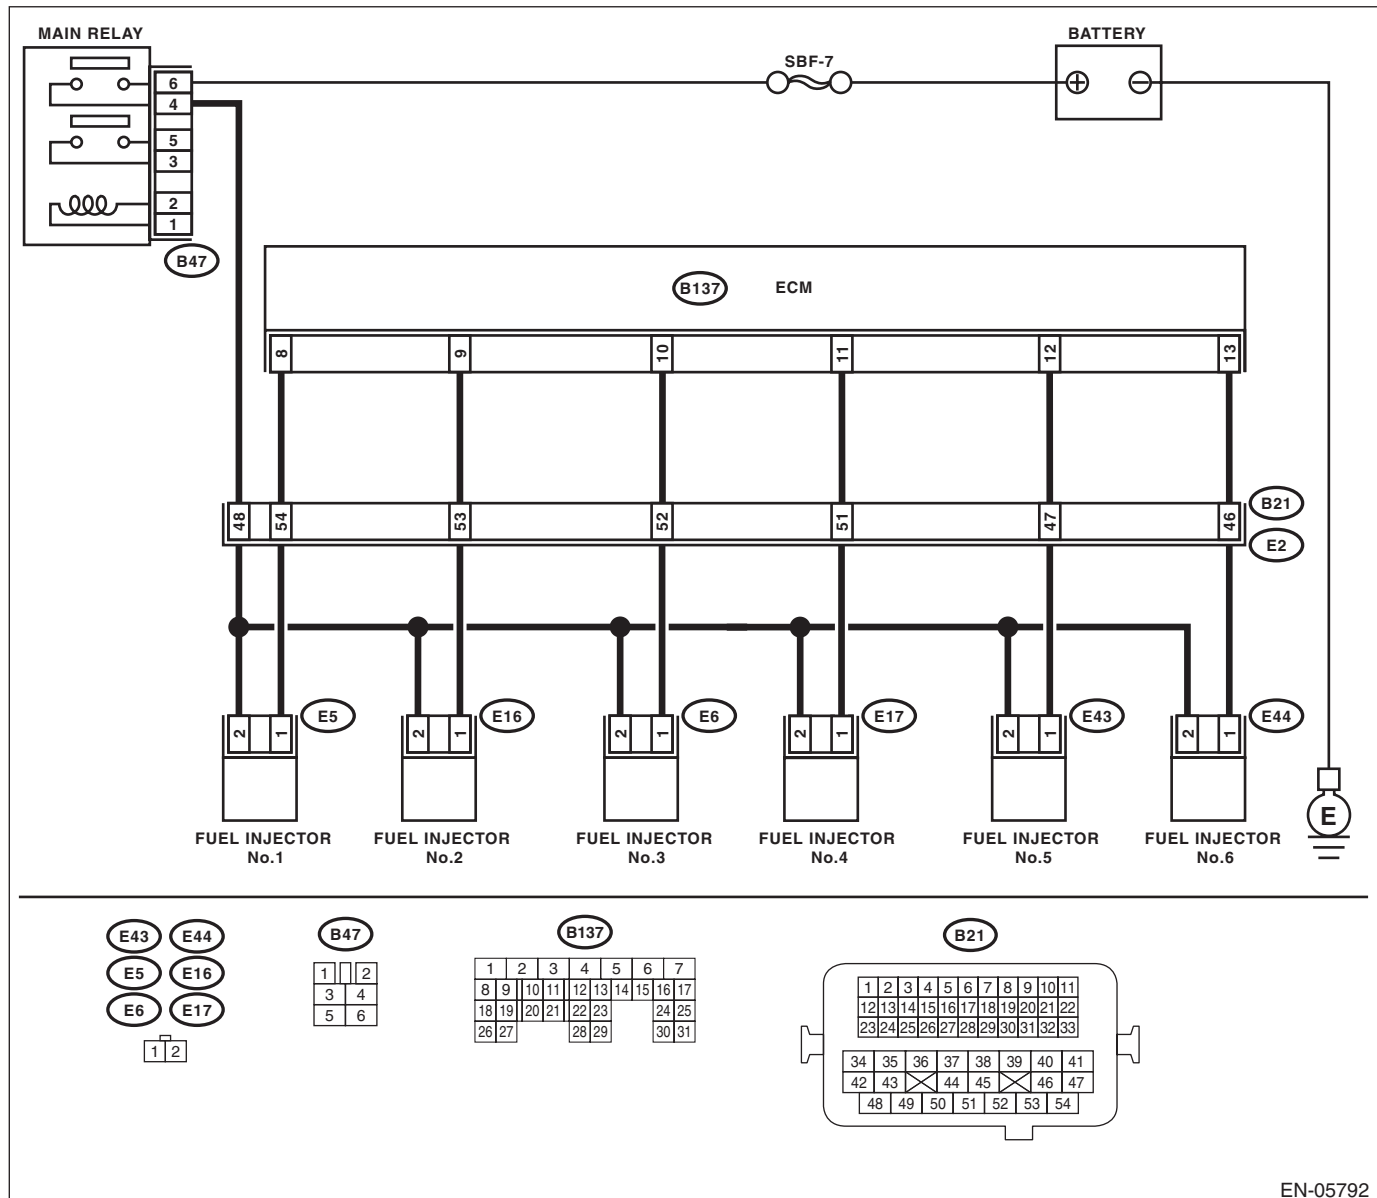 MAIN RELAY
BATTERY
SBF-7
6
4
5
3
2
1
B47
B137 ECM
8 9 10 11 12 13
48 54 53 52 51 47 46
B21
E2
2 1 E5 2 1 E16 2 1 E6 2 1 E17 2 1 E43 2 1 E44
E
FUEL INJECTOR
No.1
FUEL INJECTOR
No.2
FUEL INJECTOR
No.3
FUEL INJECTOR
No.4
FUEL INJECTOR
No.5
FUEL INJECTOR
No.6
E43 E44
E5 E16
E6 E17
1 2
B47
1 2
3 4
5 6
B137
1 2 3 4 5 6 7
8 9 10 11 12 13 14 15 16 17
18 19 20 21 22 23 24 25
26 27 28 29 30 31
B21
1 2 3 4 5 6 7 8 9 10 11
12 13 14 15 16 17 18 19 20 21 22
23 24 25 26 27 28 29 30 31 32 33
34 35 36 37 38 39 40 41
42 43 44 45 46 47
48 49 50 51 52 53 54
EN-05792